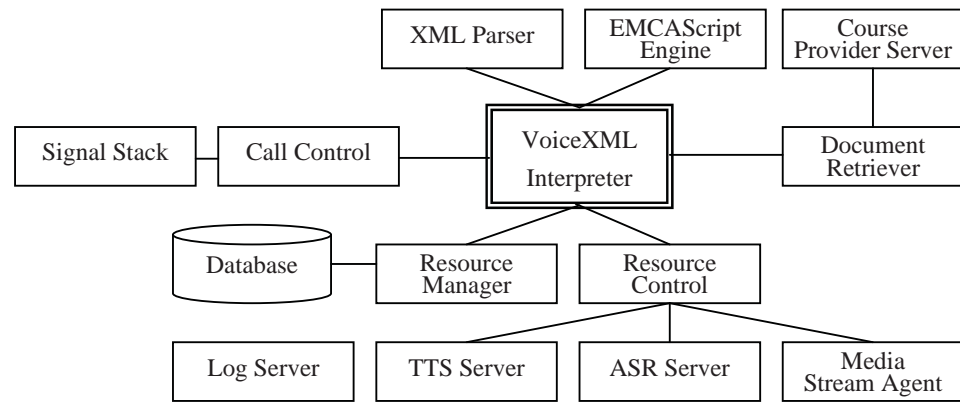 XML Parser
EMCAScript
Engine
Course
Provider Server
Signal Stack
Call Control
VoiceXML
Interpreter
Document
Retriever
Database
Resource
Manager
Resource
Control
Log Server
TTS Server
ASR Server
Media
Stream Agent